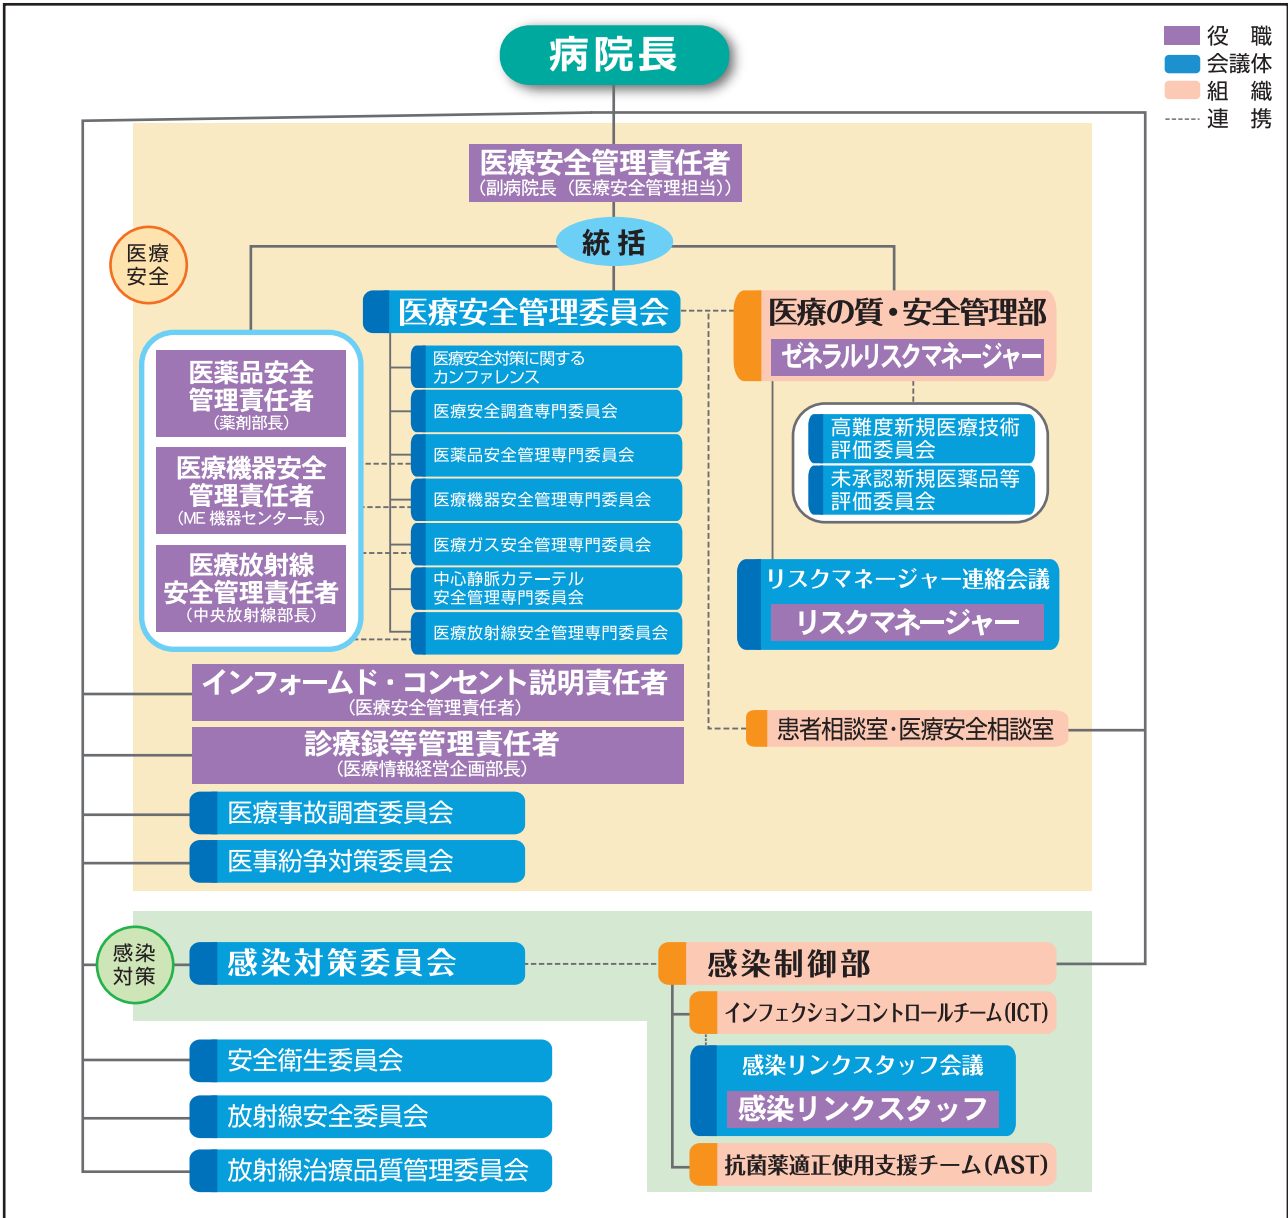 病院長
役　職
会議体
組　織
連　携
医療安全管理責任者
（副病院長（医療安全管理担当））
統括
医療
安全
医療安全管理委員会
医療安全対策に関する
カンファレンス
医療安全調査専門委員会
医薬品安全管理専門委員会
医療機器安全管理専門委員会
医療ガス安全管理専門委員会
中心静脈カテーテル
安全管理専門委員会
医療放射線安全管理専門委員会
医薬品安全
管理責任者
（薬剤部長）
医療機器安全
管理責任者
（ME 機器センター長）
医療放射線
安全管理責任者
（中央放射線部長）
医療の質・安全管理部
ゼネラルリスクマネージャー
高難度新規医療技術
評価委員会
未承認新規医薬品等
評価委員会
リスクマネージャー連絡会議
リスクマネージャー
患者相談室・医療安全相談室
インフォームド・コンセント説明責任者
（医療安全管理責任者）
診療録等管理責任者
（医療情報経営企画部長）
医療事故調査委員会
医事紛争対策委員会
感染
対策
感染対策委員会
感染制御部
インフェクションコントロールチーム（ICT）
感染リンクスタッフ会議
感染リンクスタッフ
抗菌薬適正使用支援チーム（AST）
安全衛生委員会
放射線安全委員会
放射線治療品質管理委員会